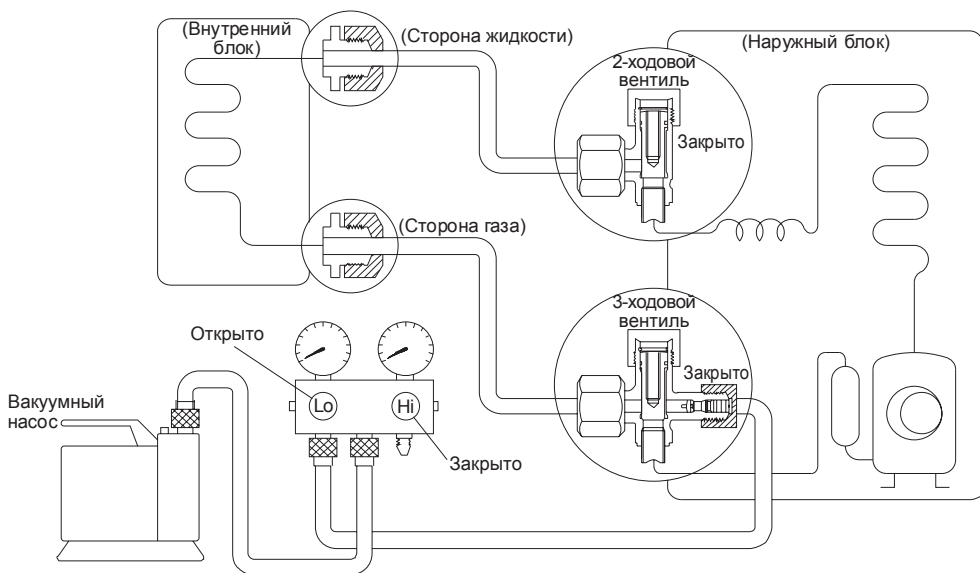 (Внутренний
блок)
(Сторона жидкости)
(Наружный блок)
2-ходовой
вентиль
Закрыто
(Сторона газа)
3-ходовой
вентиль
Закрыто
Открыто
Lo
Hi
Вакуумный
насос
Закрыто